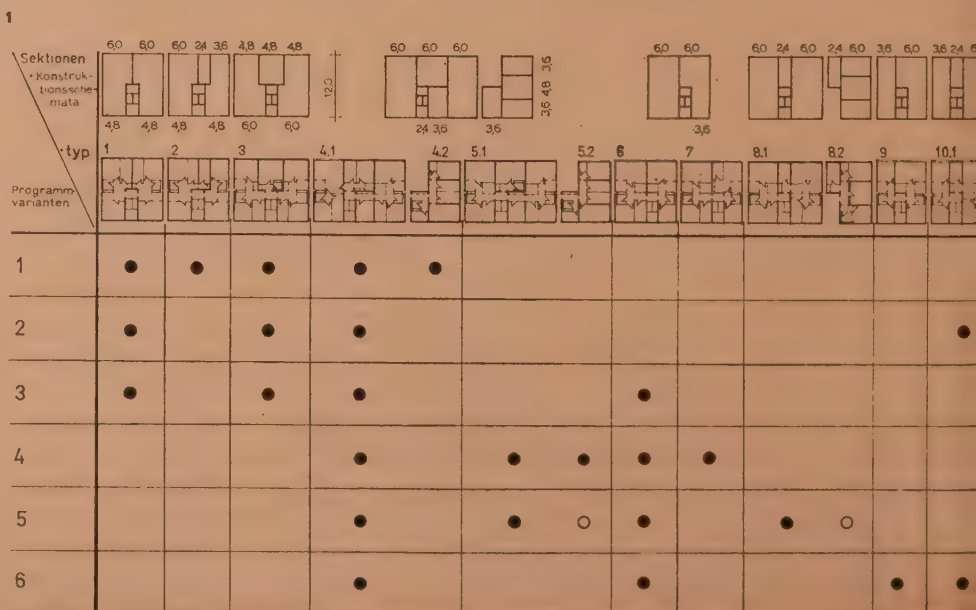 1
6,0 6,0 6,0 2,4 3,6 4,8 4,8 4,8 6,0 6,0 6,0 6,0 6,0 6,0 2,4 6,0 2,4 6,0 3,6 6,0 3,6 2,4
Sektionen
• Konstruk-
tionssche
mata
12,0
3,6 4,8 3,6
4,8 4,8 4,8 4,8 6,0 6,0 2,4 3,6 3,6 3,6
• typ 1 2 3 4.1 4.2 5.1 5.2 6 7 8.1 8.2 9 10.1
Programm-
varianten
1
2
3
4
5
6